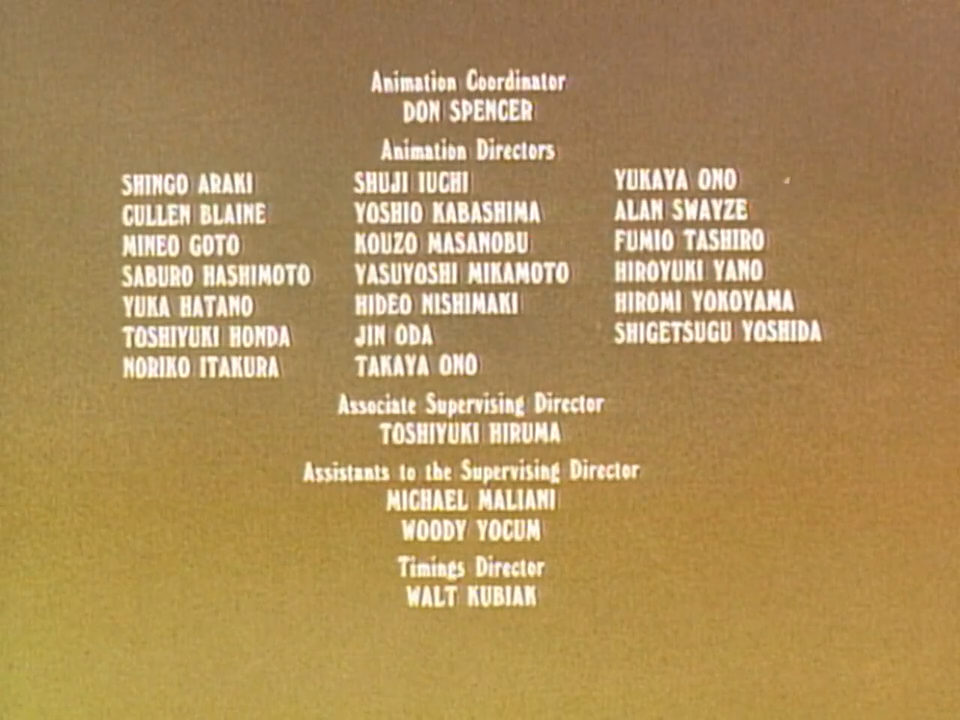 Animation Coordinator
DON SPENCER
Animation Directors
SHINGO ARAKI SHUJI IUCHI YUKAYA ONO
CULLEN BLAINE YOSHIO KABASHIMA ALAN SWAYZE
MINEO GOTO KOUZO MASANOBU FUMIO TASHIRO
SABURO HASHIMOTO YASUYOSHI MIKAMOTO HIROYUKI YANO
YUKA HATANO HIDEO NISHIMAKI HIROMI YOKOYAMA
TOSHIYUKI HONDA JIN ODA SHIGETSUGU YOSHIDA
NORIKO ITAKURA TAKAYA ONO
Associate Supervising Director
TOSHIYUKI HIRUMA
Assistants to the Supervising Director
MICHAEL MALIANI
WOODY YOCUM
Timings Director
WALT KUBIAK